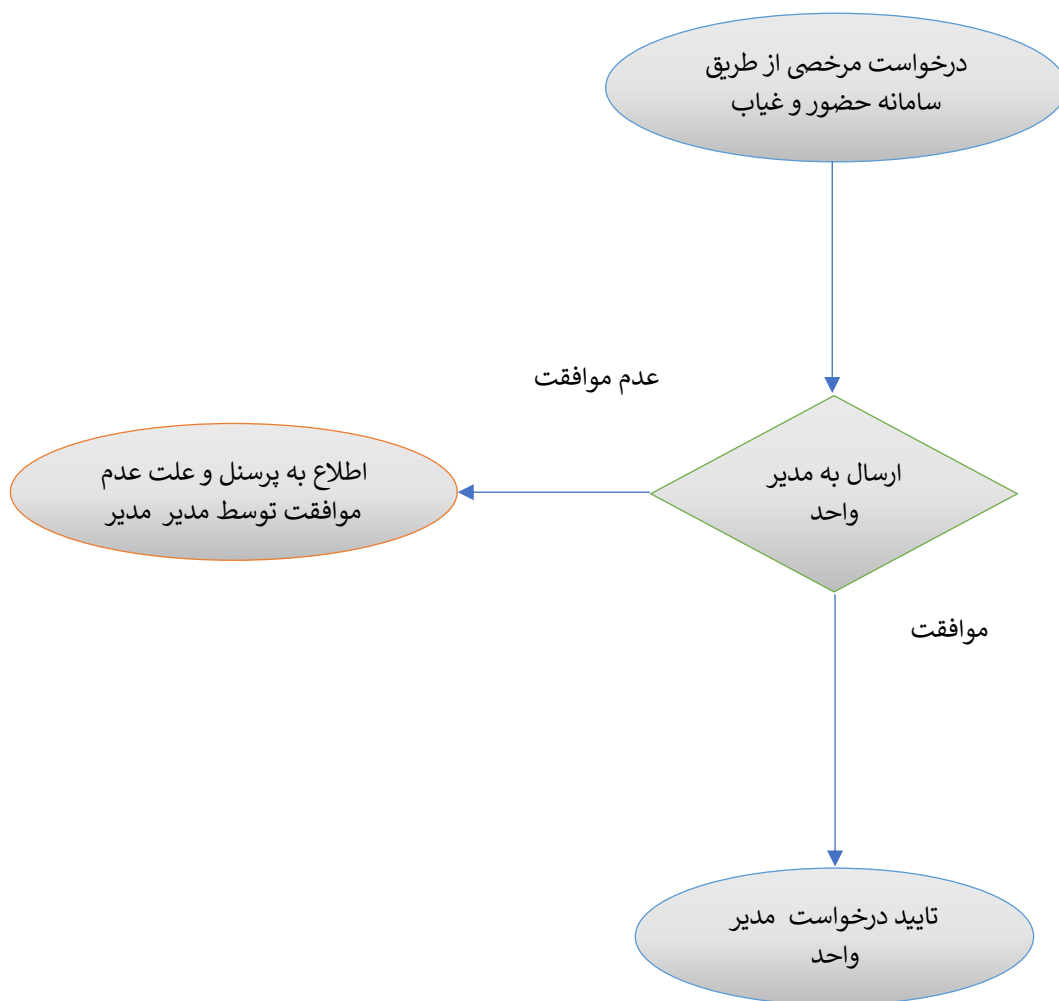 درخواست مرخصی از طریق
سامانه حضور و غیاب
عدم موافقت
ارسال به مدیر
واحد
اطلاع به پرسنل و علت عدم
موافقت توسط مدیر  مدیر
موافقت
تایید درخواست  مدیر
واحد